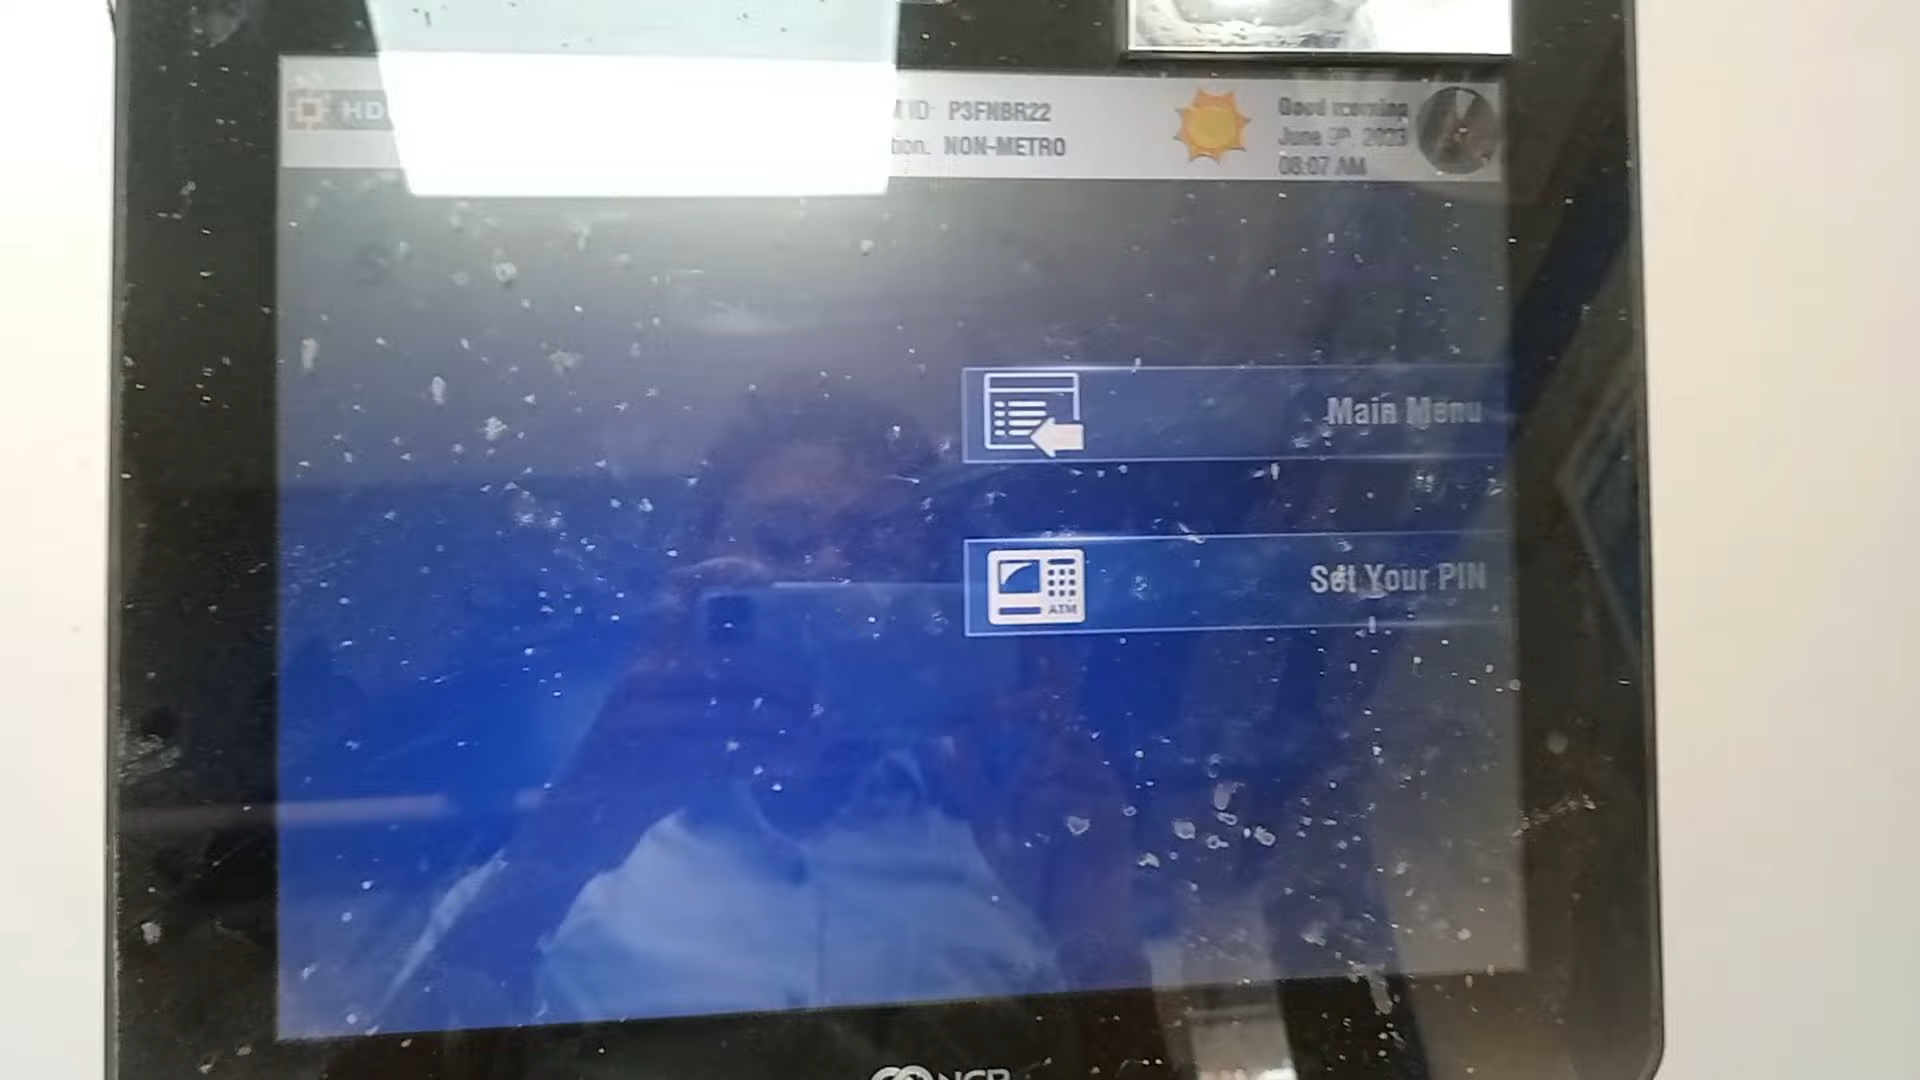 HD
ID: P3FNBR22
NON-METRO
Good morning
June 9th, 2023
08:07 AM
Main Menu
Set Your PIN
ATM
NCR